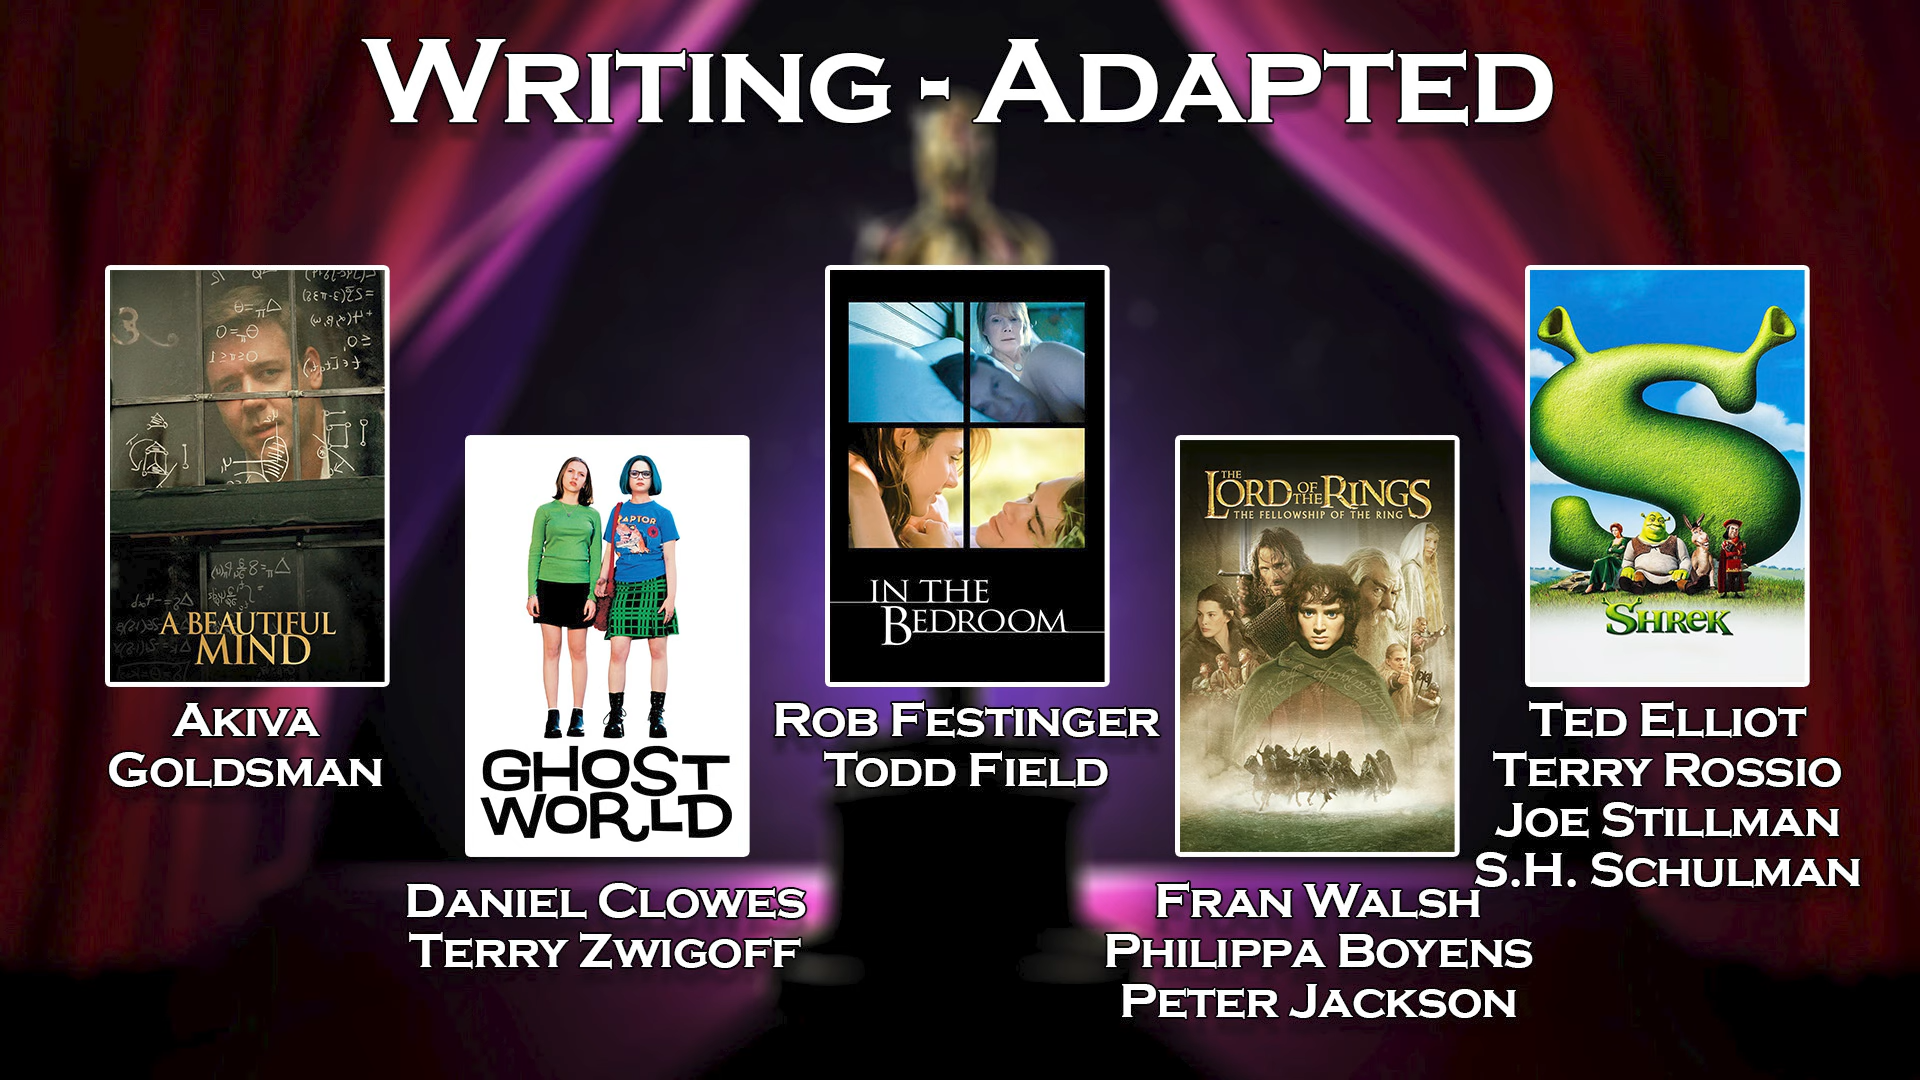 WRITING - ADAPTED
A BEAUTIFUL
MIND
AKIVA
GOLDSMAN
RAPTOR
GHOST
WORLD
DANIEL CLOWES
TERRY ZWIGOFF
IN THE
BEDROOM
ROB FESTINGER
TODD FIELD
THE
LORD OF THE RINGS
THE FELLOWSHIP OF THE RING
FRAN WALSH
PHILIPPA BOYENS
PETER JACKSON
SHREK
TED ELLIOT
TERRY ROSSIO
JOE STILLMAN
S.H. SCHULMAN